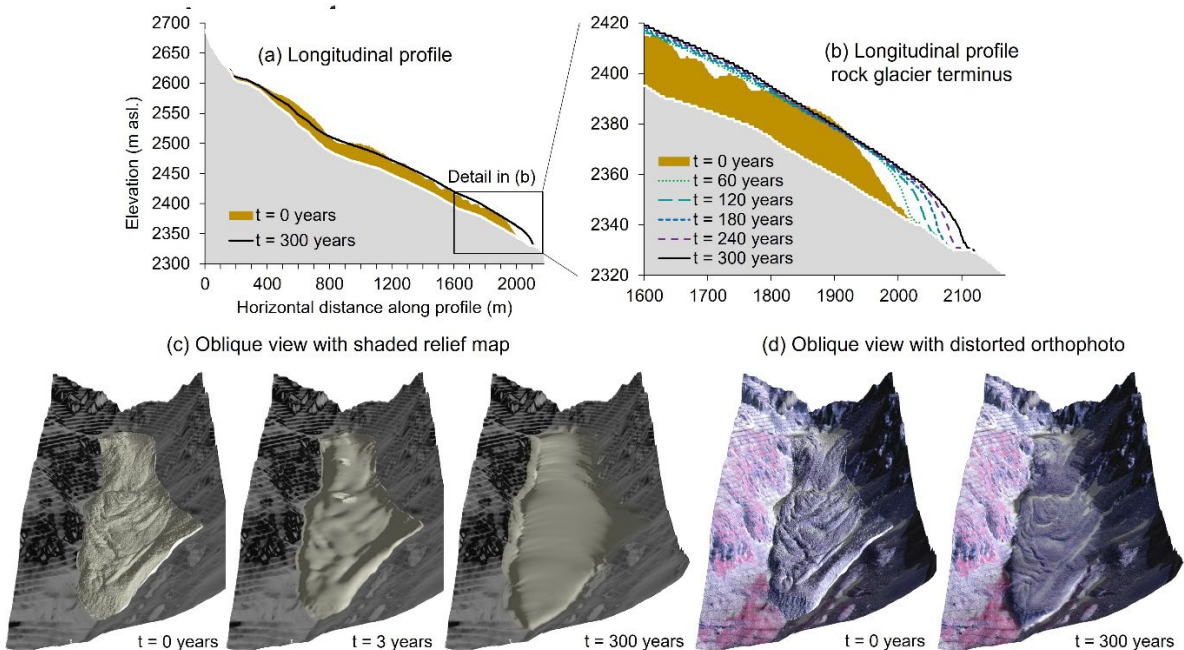 (a) Longitudinal profile
Elevation (m asl.)
2700
2650
2600
2550
2500
2450
2400
2350
2300
Detail in (b)
t = 0 years
t = 300 years
0 400 800 1200 1600 2000
Horizontal distance along profile (m)
(b) Longitudinal profile
rock glacier terminus
2420
2400
2380
2360
2340
2320
t = 0 years
t = 60 years
t = 120 years
t = 180 years
t = 240 years
t = 300 years
1600 1700 1800 1900 2000 2100
(c) Oblique view with shaded relief map
t = 0 years
t = 3 years
t = 300 years
(d) Oblique view with distorted orthophoto
t = 0 years
t = 300 years